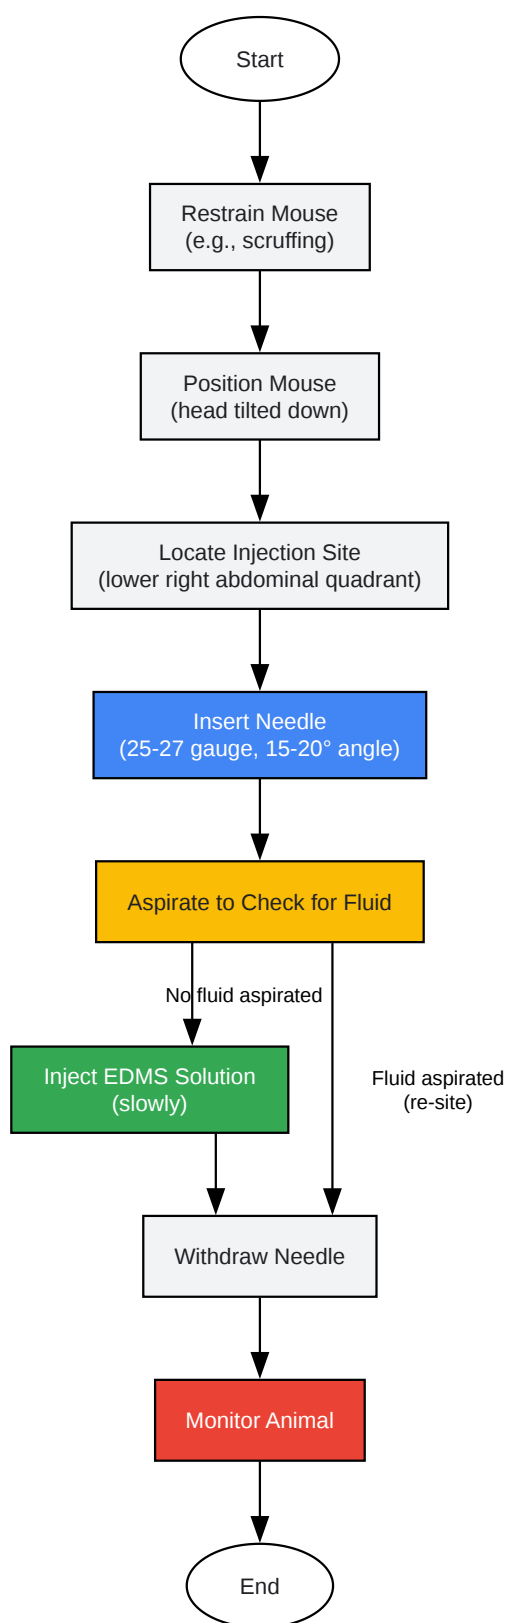 Start
Restrain Mouse
(e.g., scruffing)
Position Mouse
(head tilted down)
Locate Injection Site
(lower right abdominal quadrant)
Insert Needle
(25-27 gauge, 15-20° angle)
Aspirate to Check for Fluid
No fluid aspirated
Inject EDMS Solution
(slowly)
Fluid aspirated
(re-site)
Withdraw Needle
Monitor Animal
End